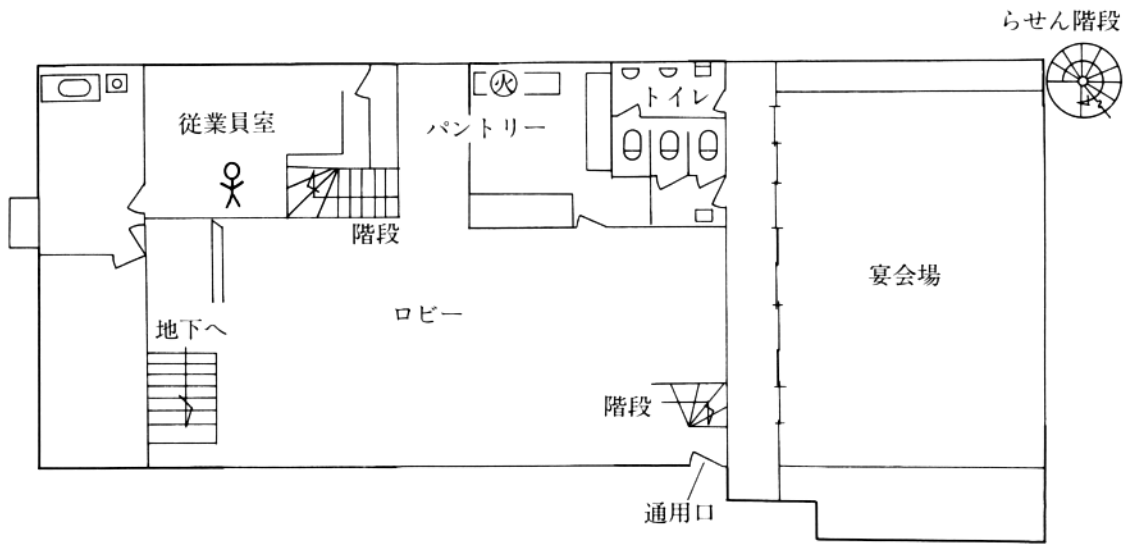 らせん階段
火
トイレ
従業員室
パントリー
階段
宴会場
ロビー
地下へ
階段
通用口